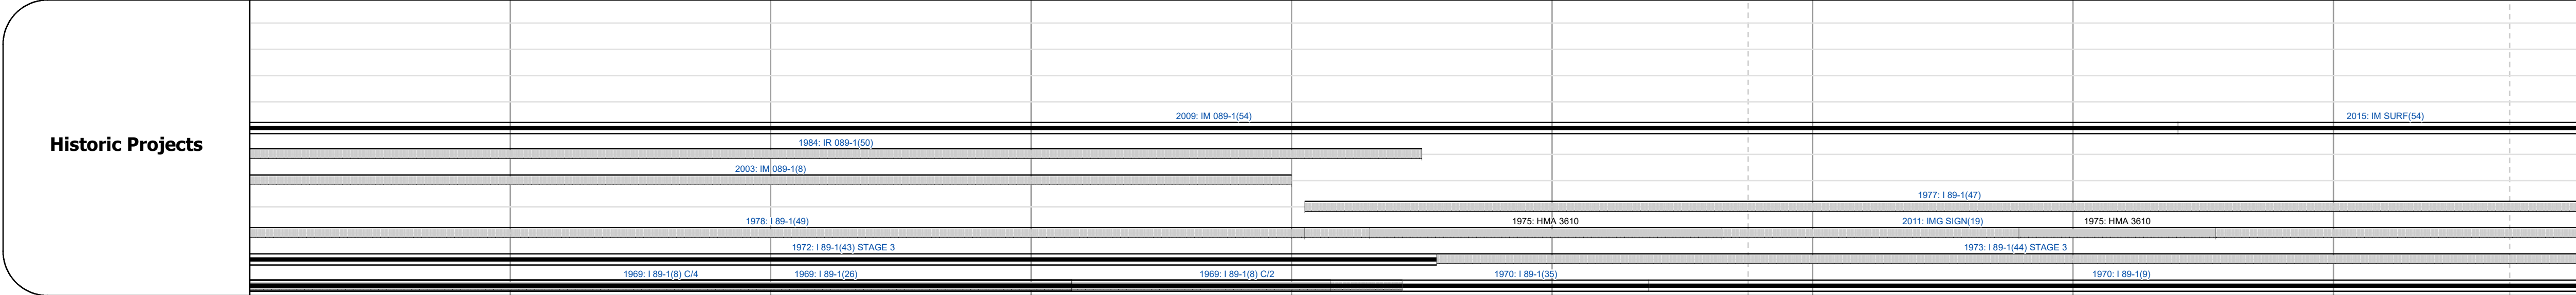 Historic Projects
2009: IM 089-1(54)
2015: IM SURF(54)
1984: IR 089-1(50)
2003: IM 089-1(8)
1977: I 89-1(47)
1978: I 89-1(49)
1975: HMA 3610
2011: IMG SIGN(19)
1975: HMA 3610
1972: I 89-1(43) STAGE 3
1973: I 89-1(44) STAGE 3
1969: I 89-1(8) C/4
1969: I 89-1(26)
1969: I 89-1(8) C/2
1970: I 89-1(35)
1970: I 89-1(9)